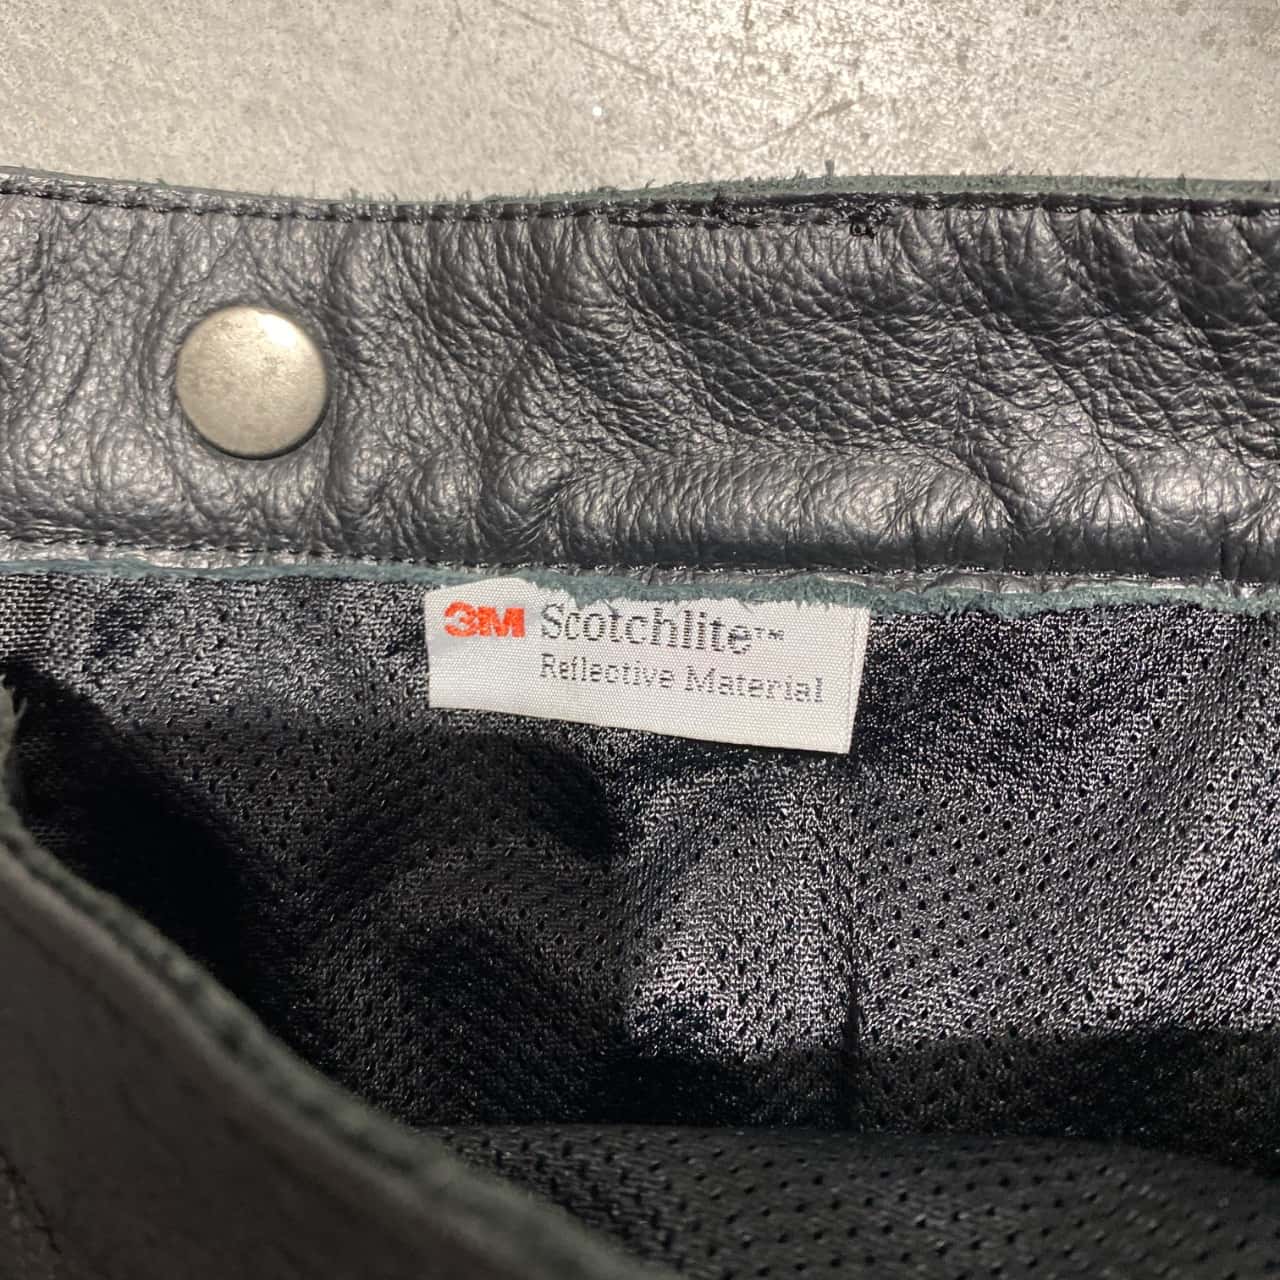 3M Scotchlite™
Reflective Material